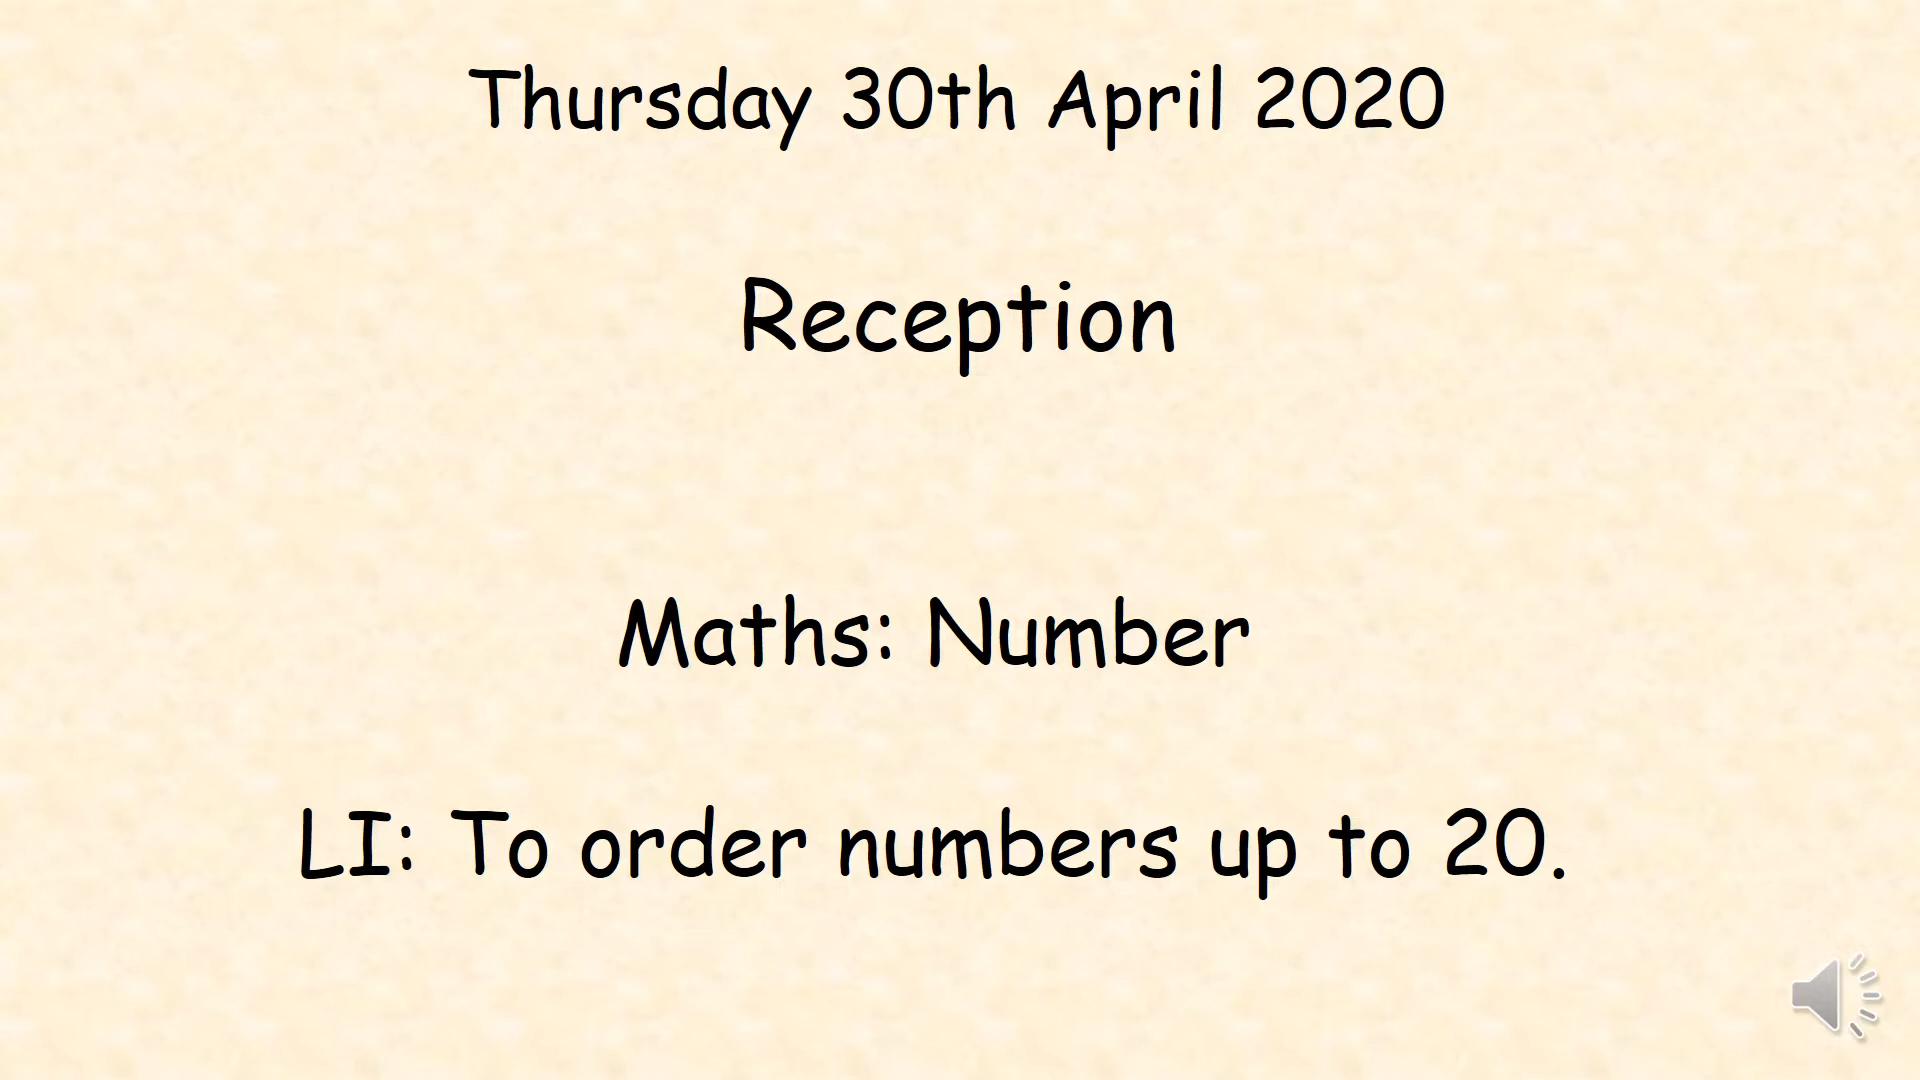 Thursday 30th April 2020
Reception
Maths: Number
LI: To order numbers up to 20.